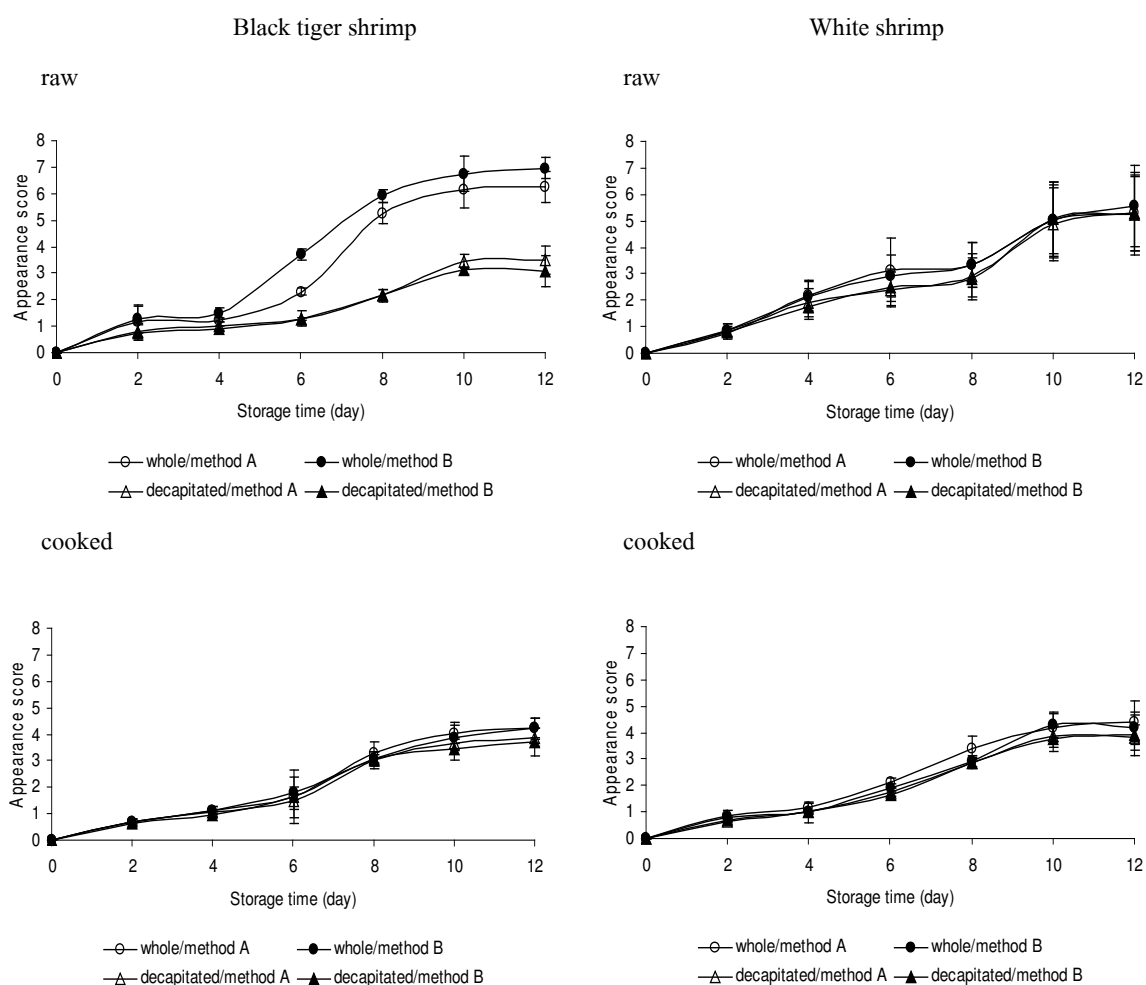 Black tiger shrimp
White shrimp
raw
8
7
6
5
4
3
2
1
0
Appearance score
0 2 4 6 8 10 12
Storage time (day)
whole/method A whole/method B
decapitated/method A decapitated/method B
raw
8
7
6
5
4
3
2
1
0
Appearance score
0 2 4 6 8 10 12
Storage time (day)
whole/method A whole/method B
decapitated/method A decapitated/method B
cooked
8
7
6
5
4
3
2
1
0
Appearance score
0 2 4 6 8 10 12
Storage time (day)
whole/method A whole/method B
decapitated/method A decapitated/method B
cooked
8
7
6
5
4
3
2
1
0
Appearance score
0 2 4 6 8 10 12
Storage time (day)
whole/method A whole/method B
decapitated/method A decapitated/method B